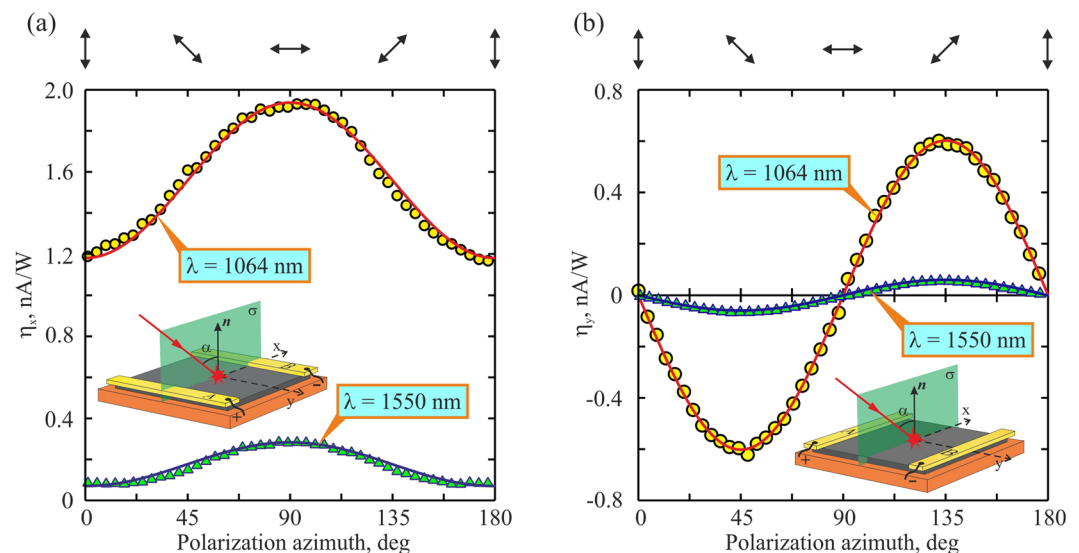 (a)
2.0
1.6
1.2
0.8
0.4
0
ηx, nA/W
λ = 1064 nm
σ
n
α
x
y
+
-
λ = 1550 nm
0
45
90
135
180
Polarization azimuth, deg
(b)
0.8
0.4
0
-0.4
-0.8
ηy, nA/W
λ = 1064 nm
λ = 1550 nm
σ
n
α
x
y
+
-
0
45
90
135
180
Polarization azimuth, deg